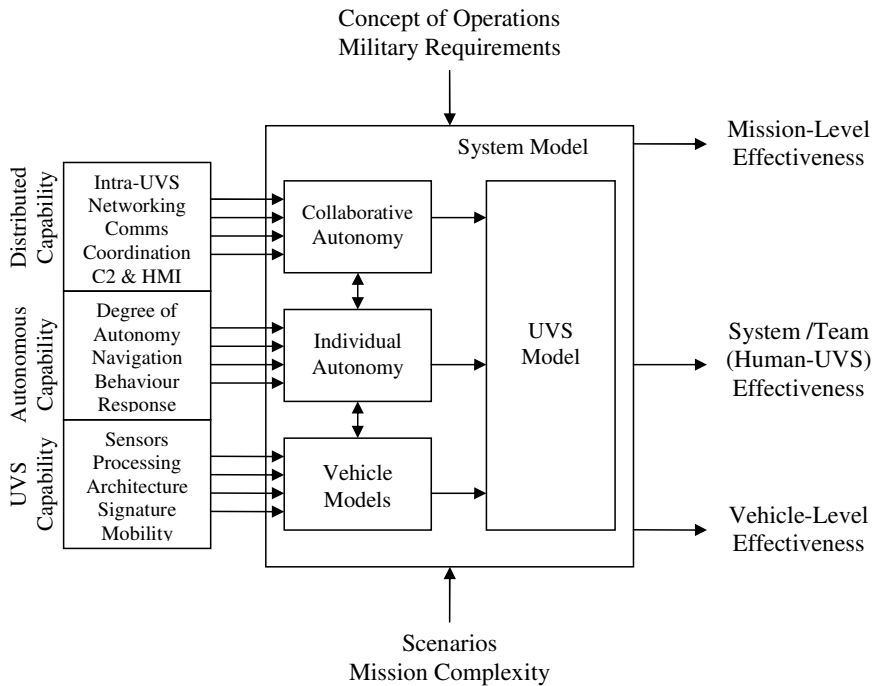 Concept of Operations
Military Requirements
System Model
Mission-Level
Effectiveness
Distributed
Capability
Intra-UVS
Networking
Comms
Coordination
C2 & HMI
Collaborative
Autonomy
Autonomous
Capability
Degree of
Autonomy
Navigation
Behaviour
Response
Individual
Autonomy
UVS
Model
System /Team
(Human-UVS)
Effectiveness
UVS
Capability
Sensors
Processing
Architecture
Signature
Mobility
Vehicle
Models
Vehicle-Level
Effectiveness
Scenarios
Mission Complexity